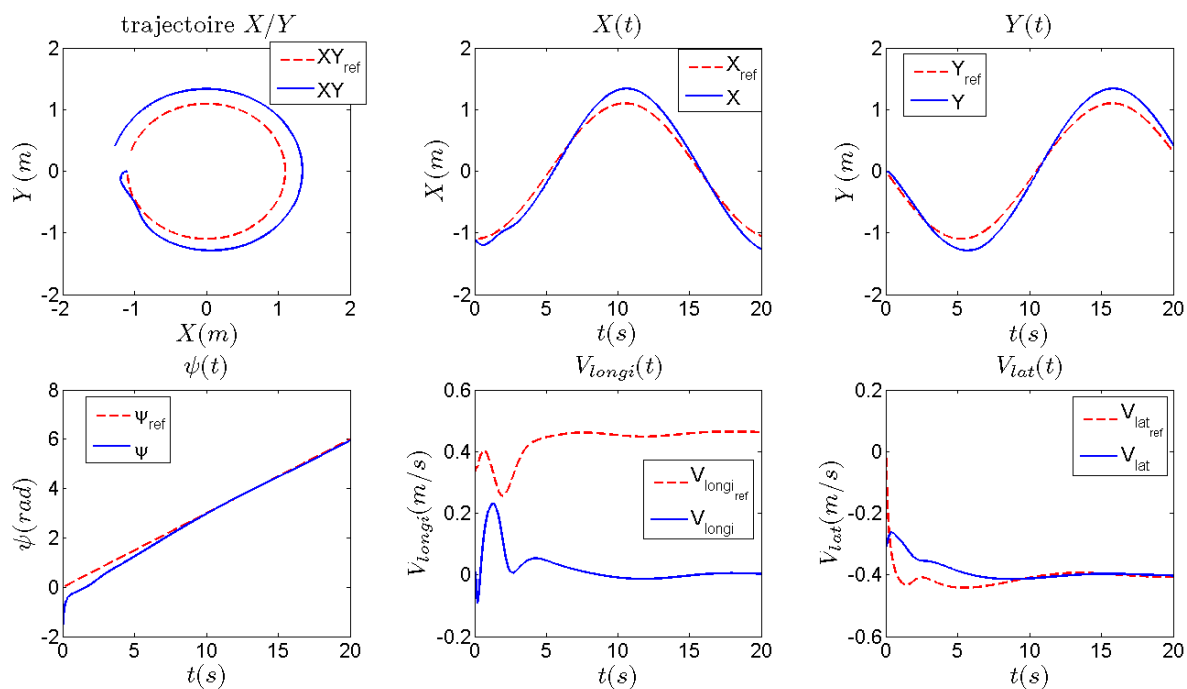 trajectoire X/Y
2
1
0
-1
-2
Y(m)
-2
-1
0
1
2
X(m)
XY_ref
XY
X(t)
2
1
0
-1
-2
X(m)
0
5
10
15
20
t(s)
X_ref
X
Y(t)
2
1
0
-1
-2
Y(m)
0
5
10
15
20
t(s)
Y_ref
Y
ψ(t)
8
6
4
2
0
-2
ψ(rad)
0
5
10
15
20
t(s)
ψ_ref
ψ
V_longi(t)
0.6
0.4
0.2
0
-0.2
V_longi(m/s)
0
5
10
15
20
t(s)
V_longi_ref
V_longi
V_lat(t)
0.2
0
-0.2
-0.4
-0.6
V_lat(m/s)
0
5
10
15
20
t(s)
V_lat_ref
V_lat